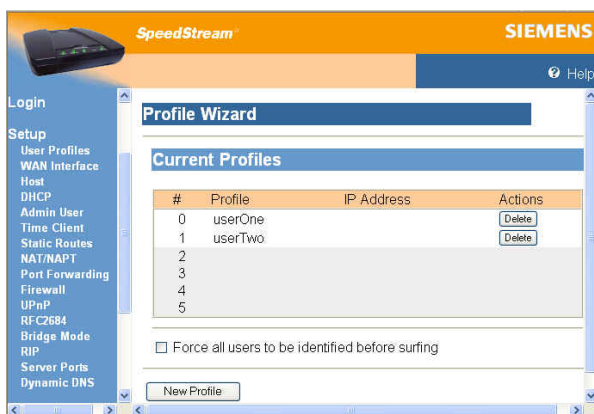 SpeedStream®
SIEMENS
? Help
Login
Setup
User Profiles
WAN Interface
Host
DHCP
Admin User
Time Client
Static Routes
NAT/NAPT
Port Forwarding
Firewall
UPnP
RFC2684
Bridge Mode
RIP
Server Ports
Dynamic DNS
Profile Wizard
Current Profiles
# Profile IP Address Actions
0 userOne Delete
1 userTwo Delete
2
3
4
5
Force all users to be identified before surfing
New Profile